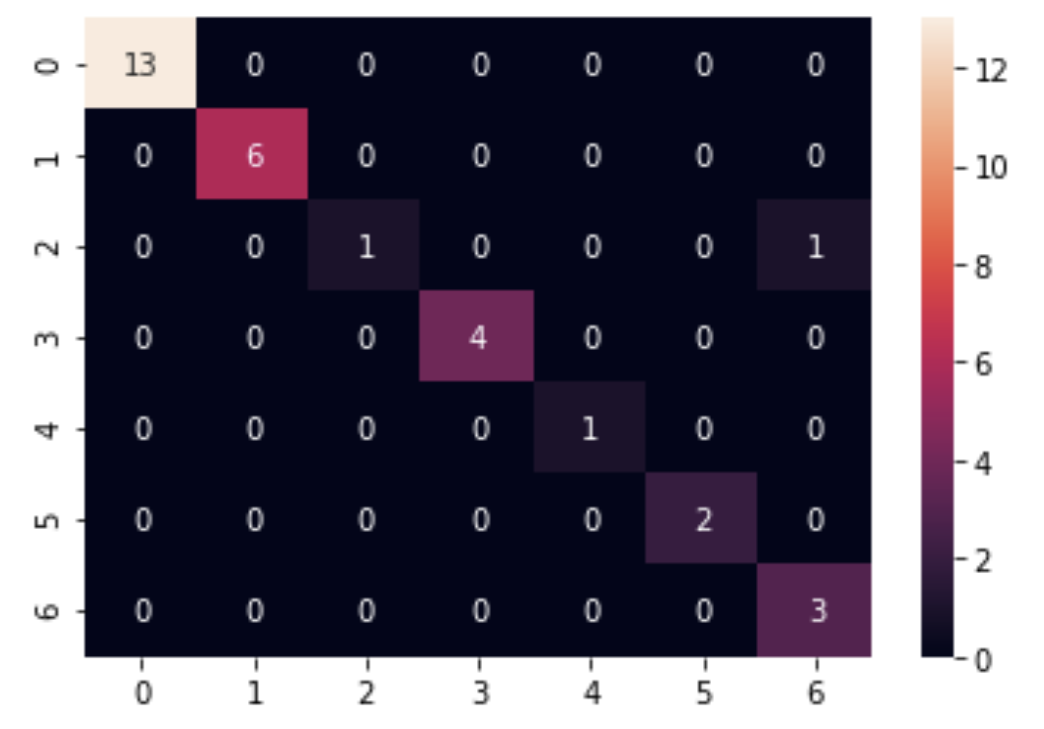 0 13 0 0 0 0 0 0
1 0 6 0 0 0 0 0
2 0 0 1 0 0 0 1
3 0 0 0 4 0 0 0
4 0 0 0 0 1 0 0
5 0 0 0 0 0 2 0
6 0 0 0 0 0 0 3
0 1 2 3 4 5 6
12
10
8
6
4
2
0